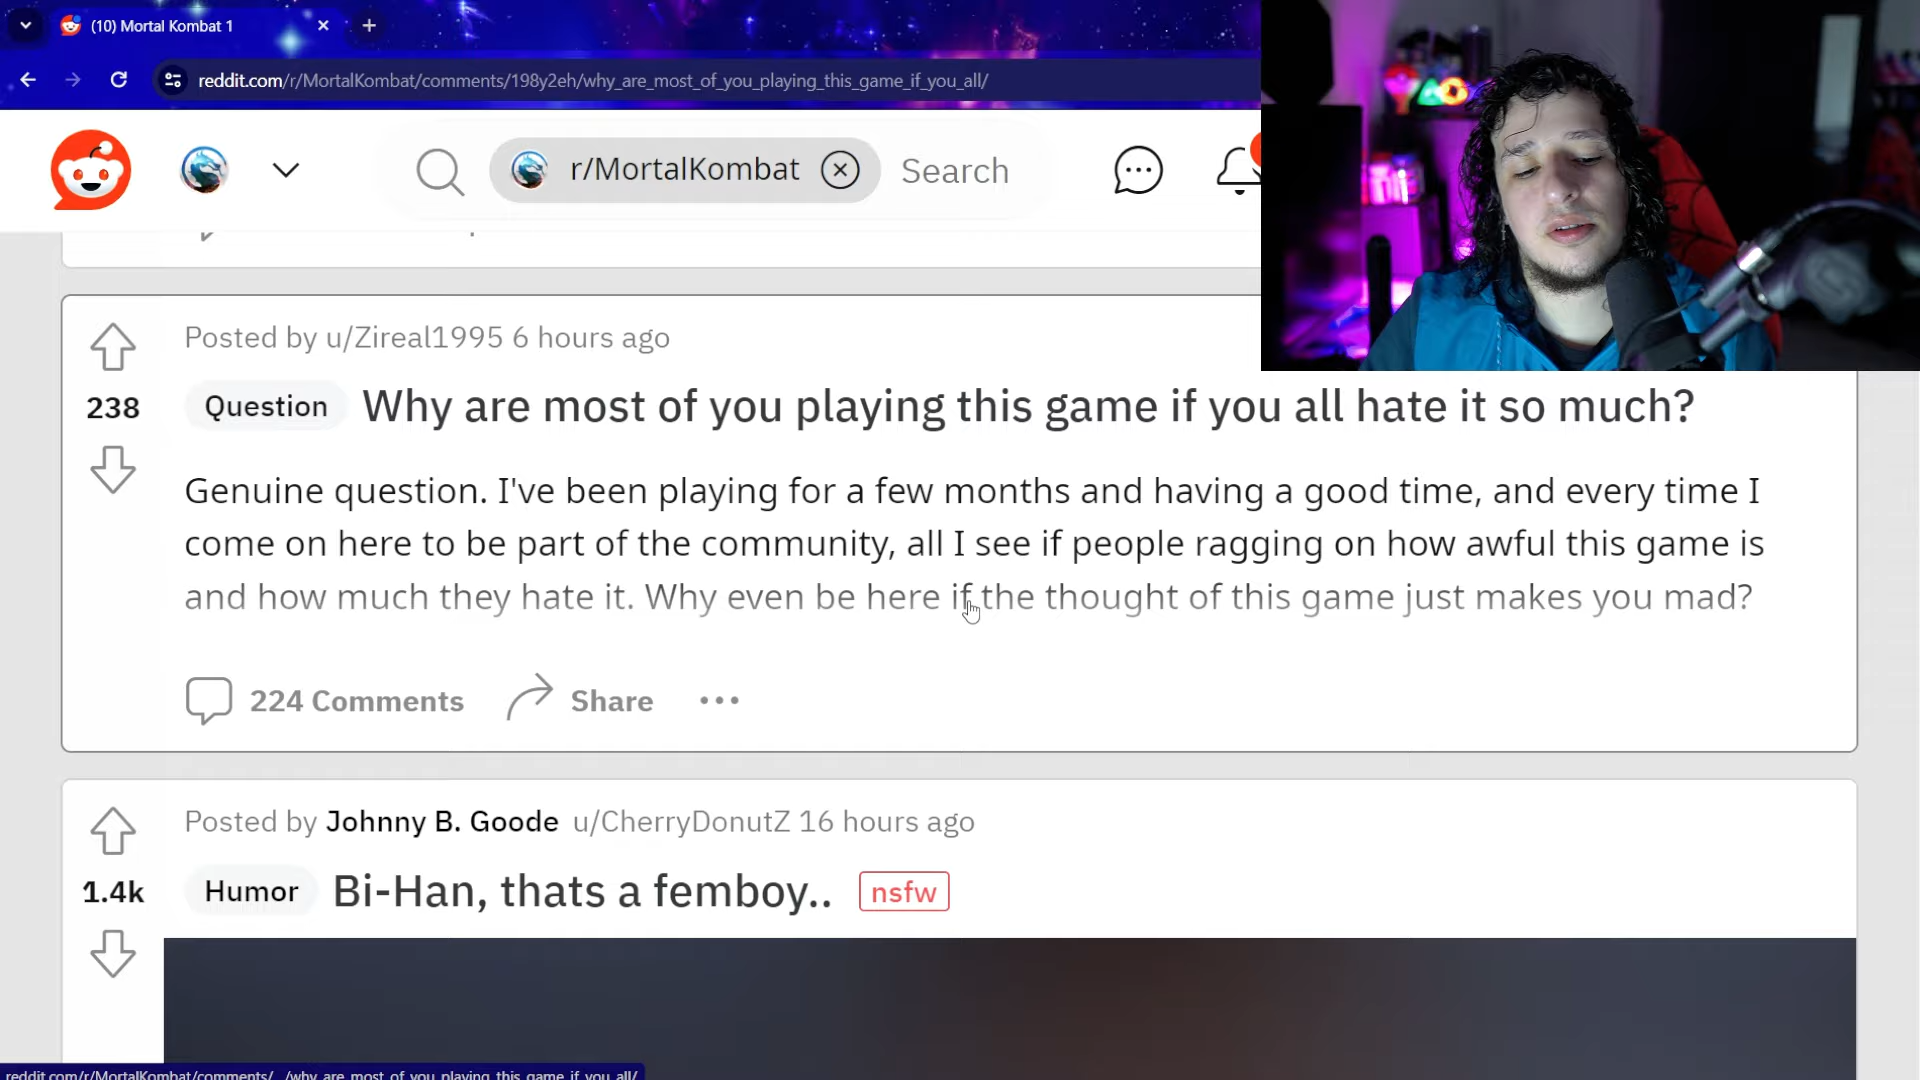 (10) Mortal Kombat 1
reddit.com/r/MortalKombat/comments/198y2eh/why_are_most_of_you_playing_this_game_if_you_all/
r/MortalKombat
Search
Posted by u/Zireal1995 6 hours ago
238
Question
Why are most of you playing this game if you all hate it so much?
Genuine question. I've been playing for a few months and having a good time, and every time I
come on here to be part of the community, all I see if people ragging on how awful this game is
and how much they hate it. Why even be here if the thought of this game just makes you mad?
224 Comments
Share
Posted by Johnny B. Goode u/CherryDonutZ 16 hours ago
1.4k
Humor
Bi-Han, thats a femboy..
nsfw
reddit.com/r/MortalKombat/comments/.../why_are_most_of_you_playing_this_game_if_you_all/